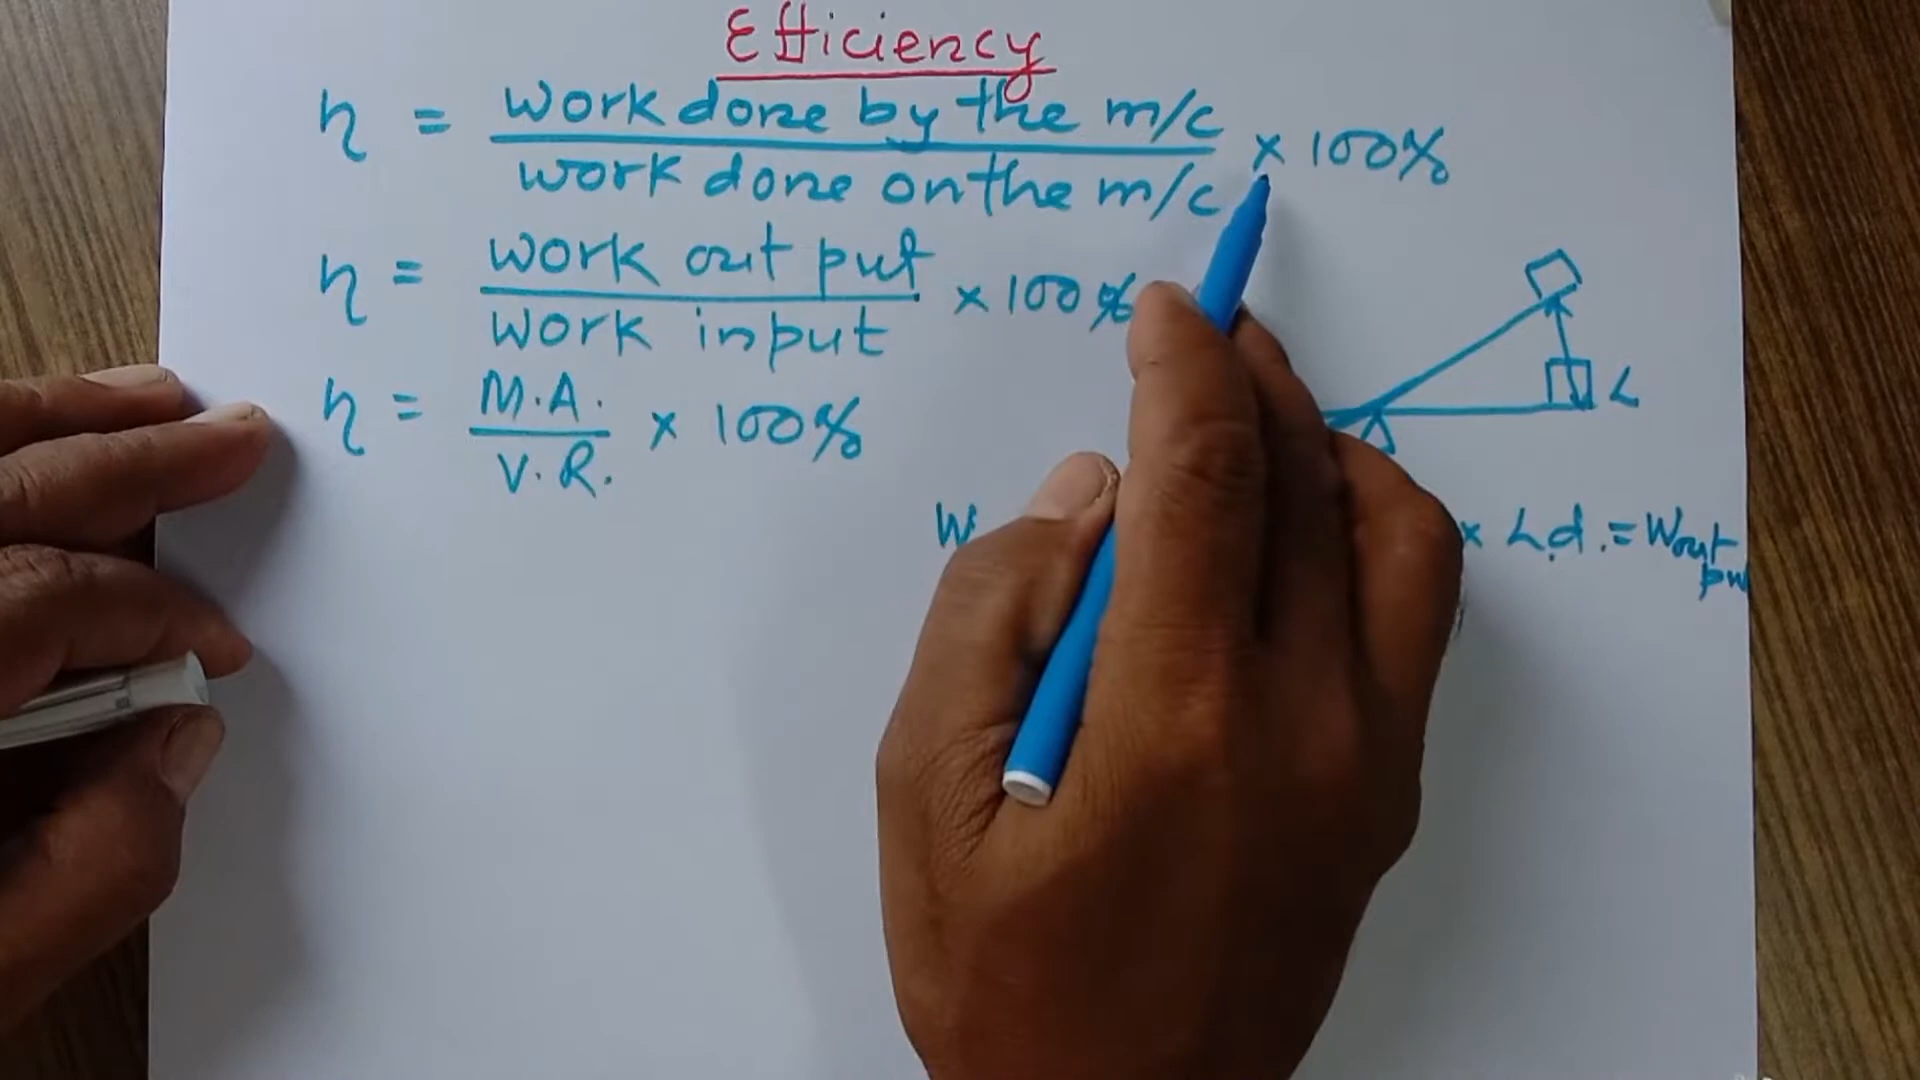 Efficiency
η = work done by the m/c / work done on the m/c × 100%
η = work out put / work input × 100%
η = M.A. / V.R. × 100%
L
W × L.d. = Wout